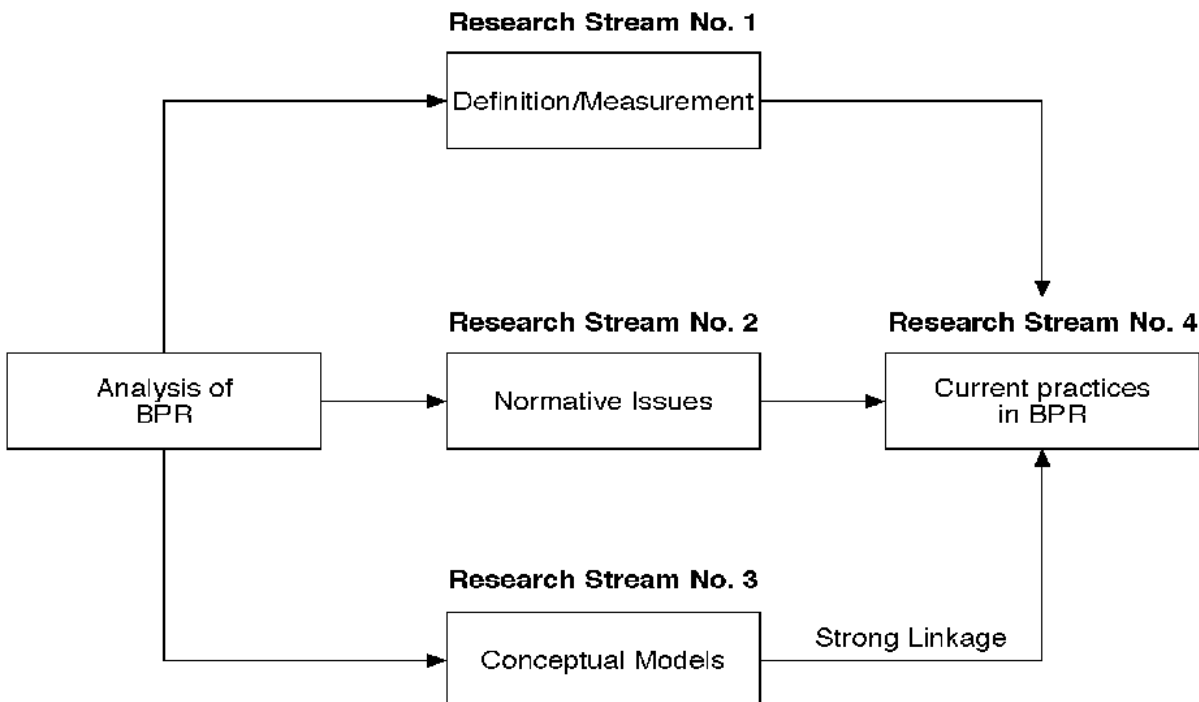 Research Stream No. 1
Definition/Measurement
Research Stream No. 2
Research Stream No. 4
Analysis of
BPR
Normative Issues
Current practices
in BPR
Research Stream No. 3
Conceptual Models
Strong Linkage